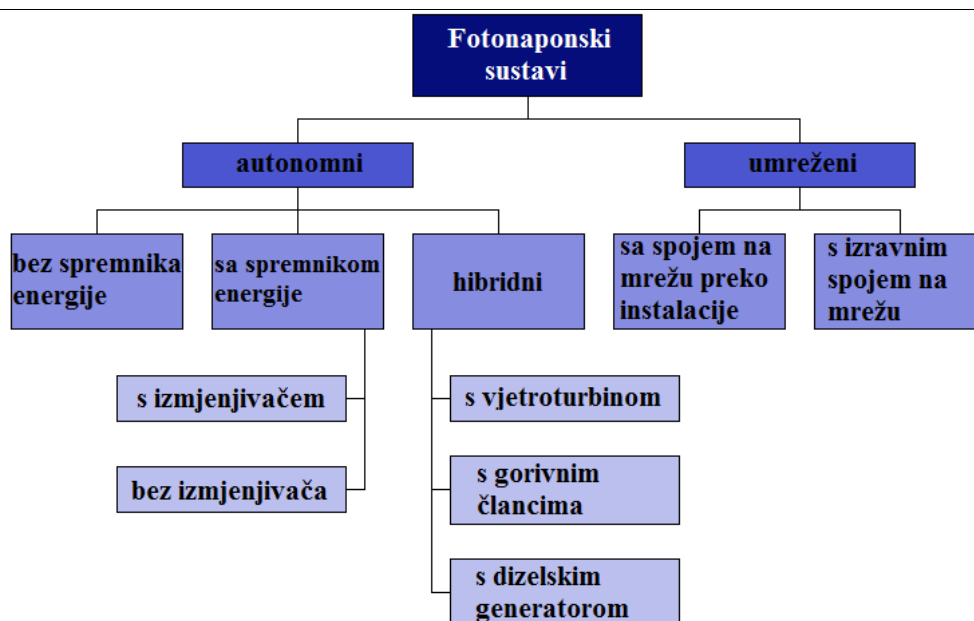 Fotonaponski
sustavi
autonomni
umreženi
bez spremnika
energije
sa spremnikom
energije
hibridni
sa spojem na
mrežu preko
instalacije
s izravnim
spojem na
mrežu
s izmjenjivačem
bez izmjenjivača
s vjetroturbinom
s gorivnim
člancima
s dizelskim
generatorom